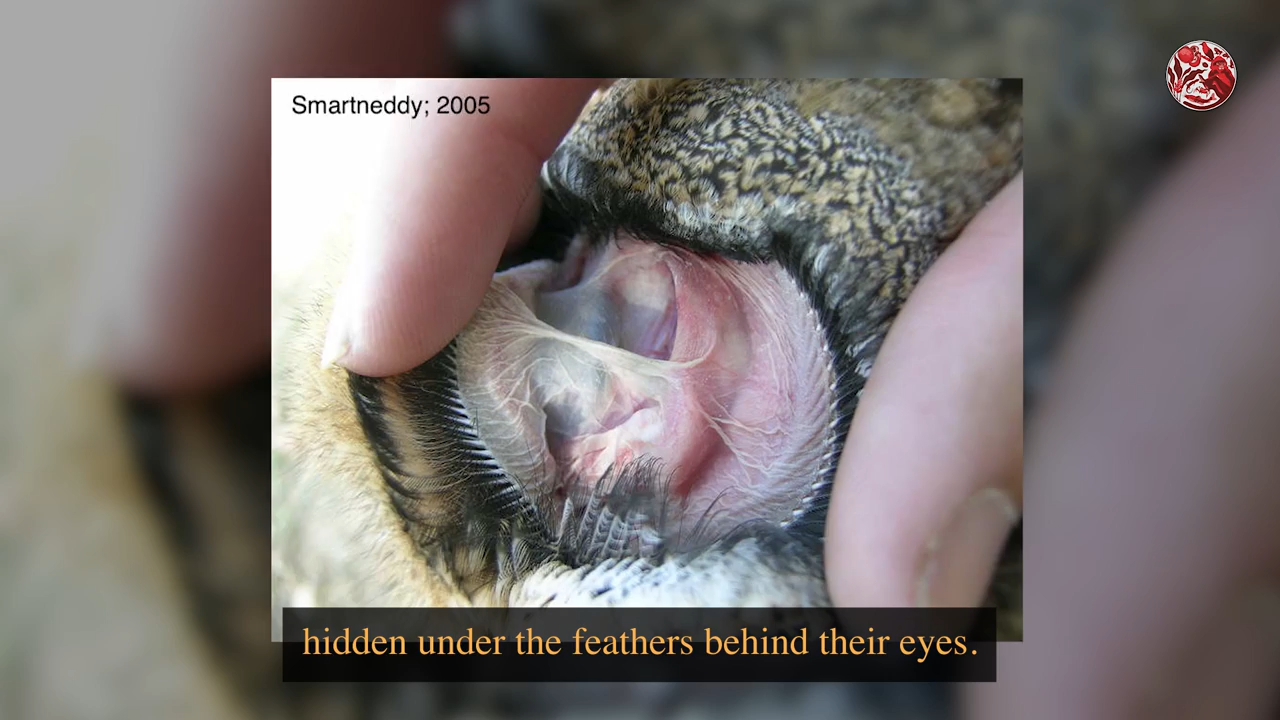 Smartneddy; 2005
hidden under the feathers behind their eyes.